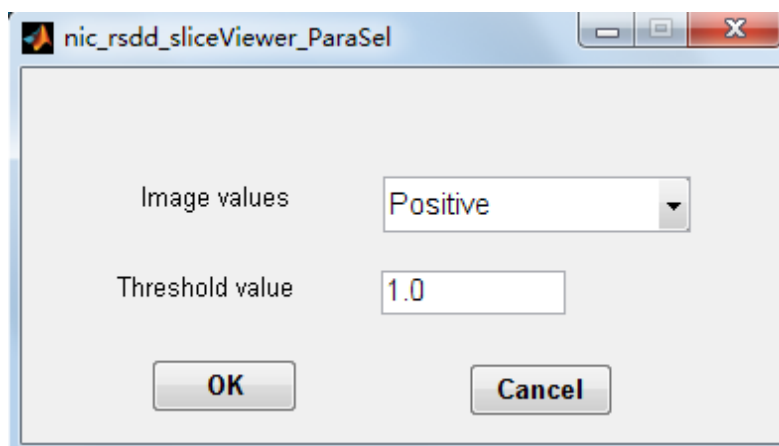 nic_rsdd_sliceViewer_ParaSel
Image values Positive
Threshold value 1.0
OK Cancel